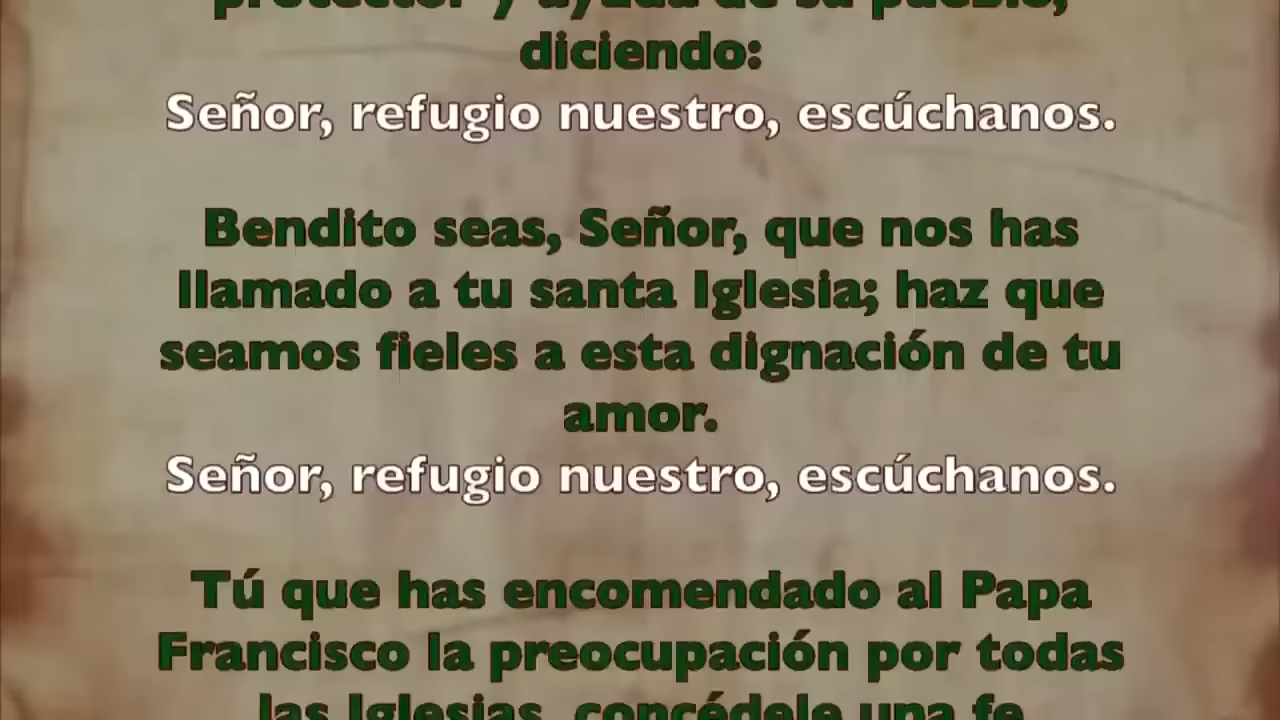 protector y ayuda de su pueblo,
diciendo:
Señor, refugio nuestro, escúchanos.
Bendito seas, Señor, que nos has
llamado a tu santa Iglesia; haz que
seamos fieles a esta dignación de tu
amor.
Señor, refugio nuestro, escúchanos.
Tú que has encomendado al Papa
Francisco la preocupación por todas
las Iglesias, concédele una fe